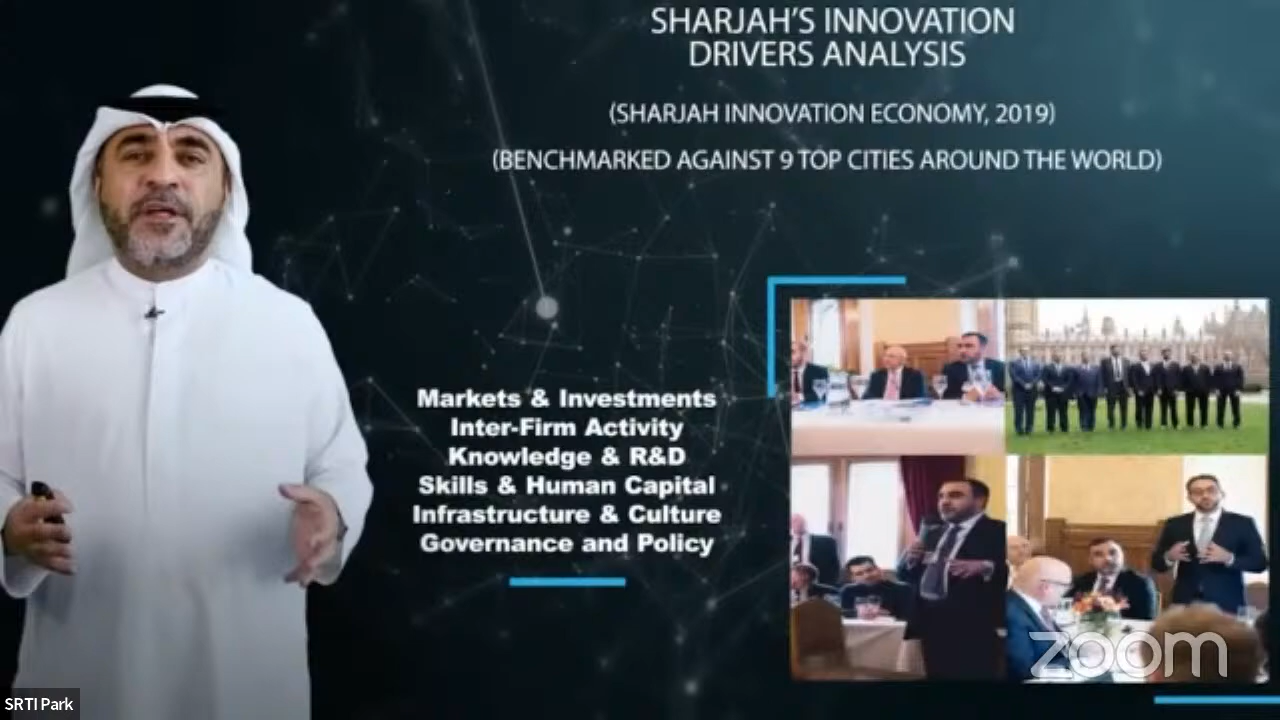 SHARJAH'S INNOVATION
DRIVERS ANALYSIS
(SHARJAH INNOVATION ECONOMY, 2019)
(BENCHMARKED AGAINST 9 TOP CITIES AROUND THE WORLD)
Markets & Investments
Inter-Firm Activity
Knowledge & R&D
Skills & Human Capital
Infrastructure & Culture
Governance and Policy
zoom
SRTI Park